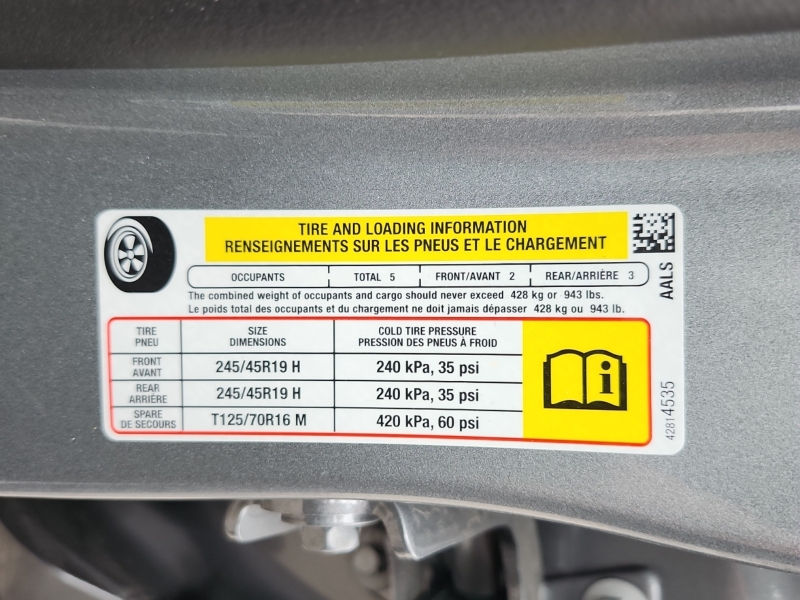 TIRE AND LOADING INFORMATION
RENSEIGNEMENTS SUR LES PNEUS ET LE CHARGEMENT
OCCUPANTS TOTAL 5 FRONT/AVANT 2 REAR/ARRIÈRE 3
The combined weight of occupants and cargo should never exceed 428 kg or 943 lbs.
Le poids total des occupants et du chargement ne doit jamais dépasser 428 kg ou 943 lb.
AALS
TIRE SIZE COLD TIRE PRESSURE
PNEU DIMENSIONS PRESSION DES PNEUS À FROID
FRONT
AVANT 245/45R19 H 240 kPa, 35 psi
REAR
ARRIÈRE 245/45R19 H 240 kPa, 35 psi
SPARE
DE SECOURS T125/70R16 M 420 kPa, 60 psi
i
42814535